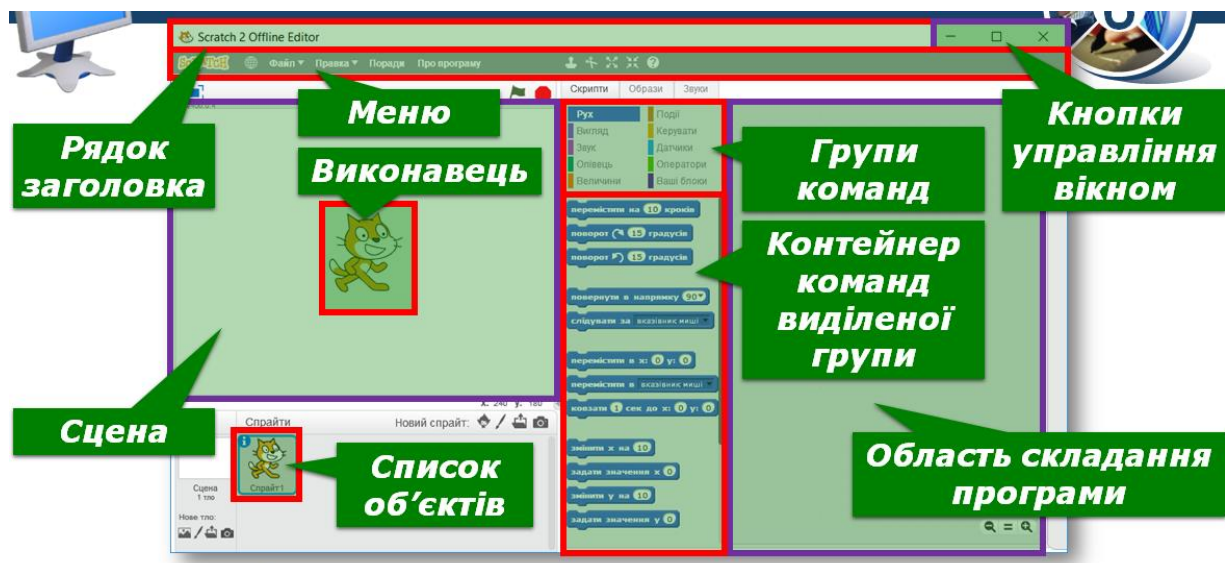 Scratch 2 Offline Editor
SCRATCH Файл Правка Поради Про програму
Скрипти Образи Звуки
Меню
Рядок
заголовка
Виконавець
Рух Події
Вигляд Керувати
Звук Датчики
Олівець Оператори
Величини Ваші блоки
Групи
команд
Кнопки
управління
вікном
перемістити на 10 кроків
поворот 15 градусів
поворот 15 градусів
повернути в напрямку 90
слідувати за вказівник миші
перемістити в x: 0 y: 0
перемістити в вказівник миші
ковзати 1 сек до x: 0 y: 0
змінити x на 10
задати значення x 0
змінити y на 10
задати значення y 0
Контейнер
команд
виділеної
групи
Сцена
x: 240 y: 180
Спрайти Новий спрайт:
Спрайт1
Сцена
1 тло
Нове тло:
Список
об’єктів
Область складання
програми